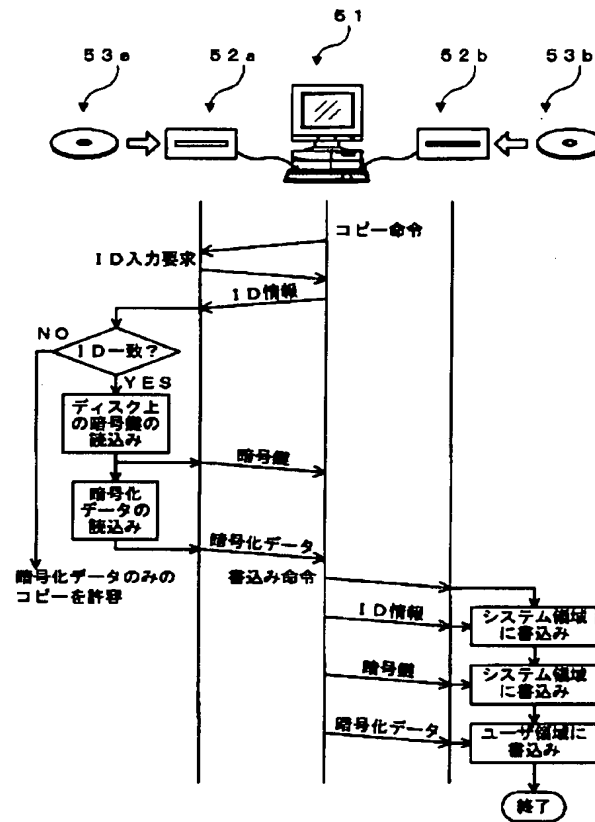 ５１
５３ａ
５２ａ
５２ｂ
５３ｂ
コピー命令
ＩＤ入力要求
ＩＤ情報
ＮＯ
ＩＤ一致？
ＹＥＳ
ディスク上
の暗号鍵の
読込み
暗号鍵
暗号化
データの
読込み
暗号化データ
暗号化データのみの
コピーを許容
書込み命令
ＩＤ情報
システム領域
に書込み
暗号鍵
システム領域
に書込み
暗号化データ
ユーザ領域に
書込み
終了